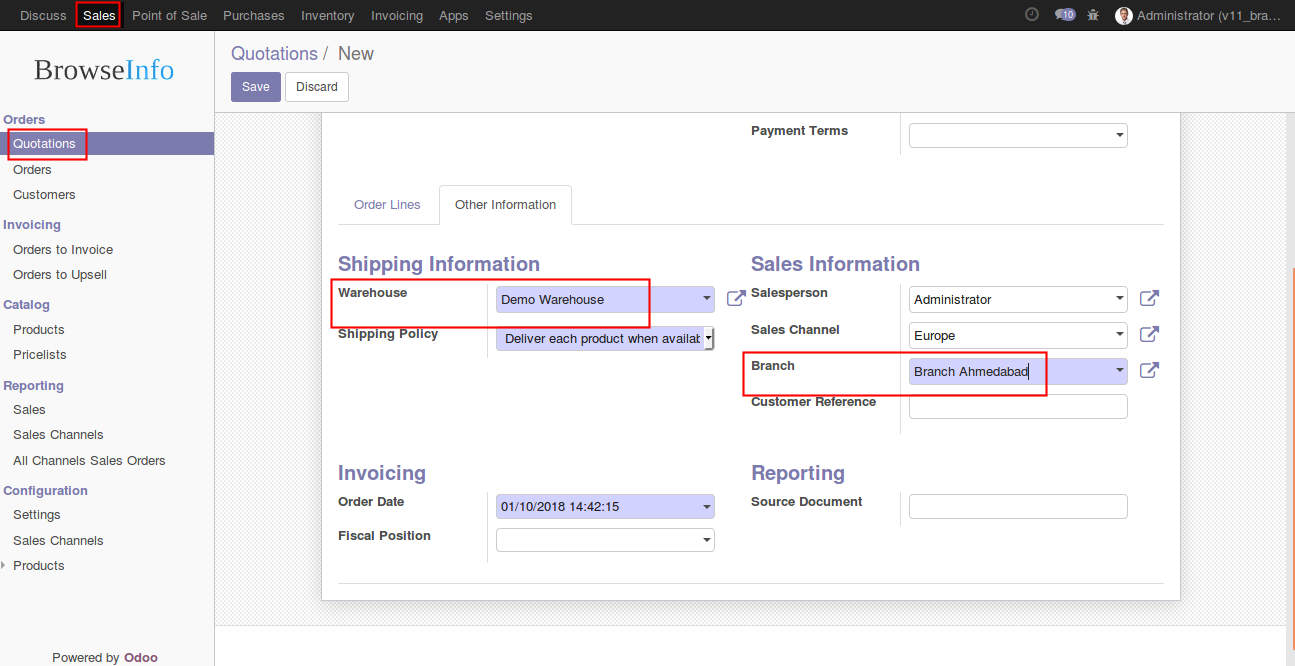 Discuss Sales Point of Sale Purchases Inventory Invoicing Apps Settings 10 Administrator (v11_bra...
BrowseInfo
Orders
Quotations
Orders
Customers
Invoicing
Orders to Invoice
Orders to Upsell
Catalog
Products
Pricelists
Reporting
Sales
Sales Channels
All Channels Sales Orders
Configuration
Settings
Sales Channels
Products
Powered by Odoo
Quotations / New
Save Discard
Payment Terms
Order Lines Other Information
Shipping Information
Warehouse Demo Warehouse
Shipping Policy Deliver each product when availab
Sales Information
Salesperson Administrator
Sales Channel Europe
Branch Branch Ahmedabad
Customer Reference
Invoicing
Order Date 01/10/2018 14:42:15
Fiscal Position
Reporting
Source Document